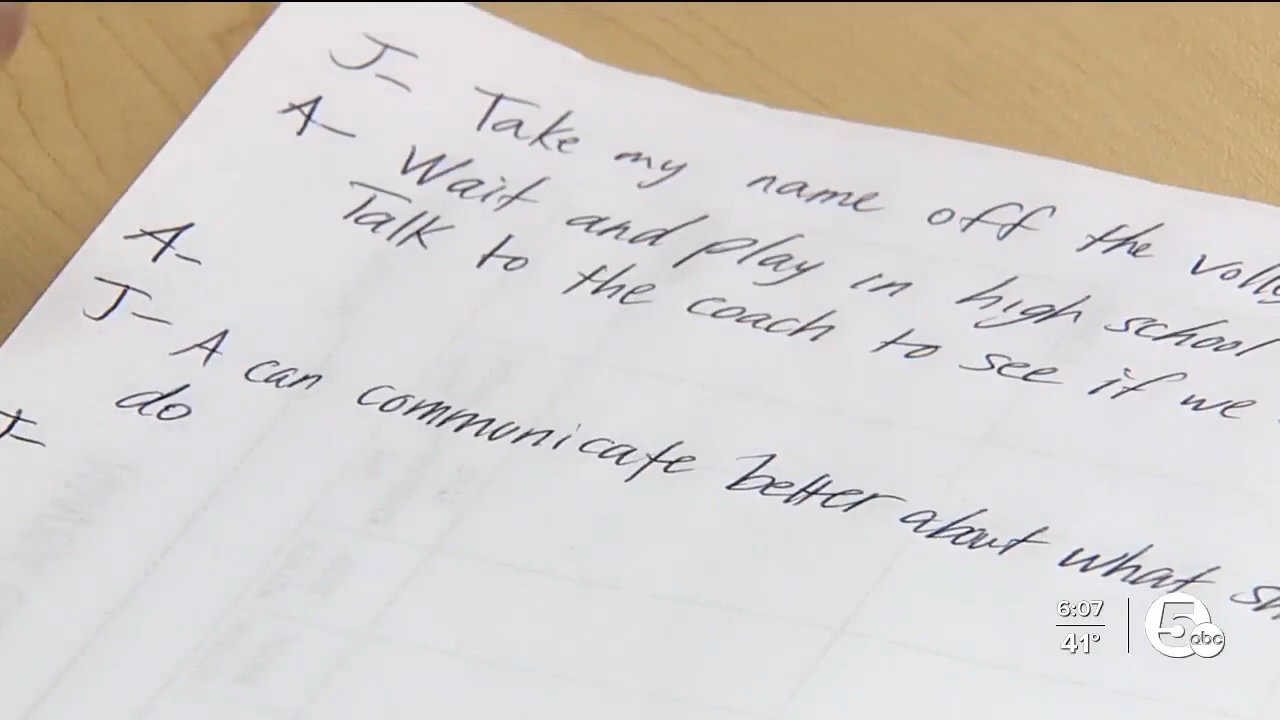 J- Take my name off the volly
A- Wait and play in high school
Talk to the coach to see if we
A-
J- A can communicate better about what
do
J-
6:07
41°
5
abc